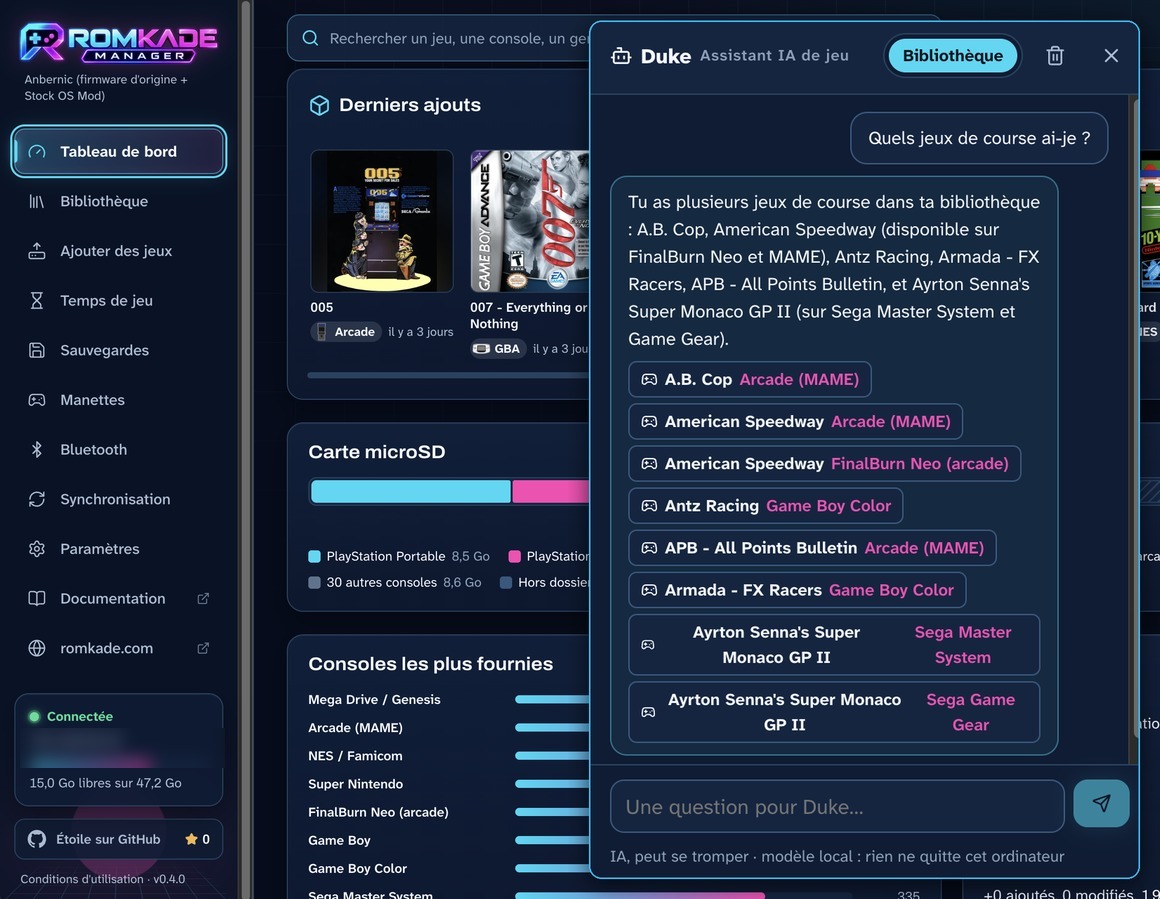 ROMKADE
MANAGER
Anbernic (firmware d'origine +
Stock OS Mod)
Tableau de bord
Bibliothèque
Ajouter des jeux
Temps de jeu
Sauvegardes
Manettes
Bluetooth
Synchronisation
Paramètres
Documentation
romkade.com
Connectée
15,0 Go libres sur 47,2 Go
Étoile sur GitHub 0
Conditions d'utilisation · v0.4.0
Rechercher un jeu, une console, un ge
Derniers ajouts
005
GAME BOY ADVANCE
007
EA
005
Arcade il y a 3 jours
007 - Everything or
Nothing
GBA il y a 3 jou
Carte microSD
PlayStation Portable 8,5 Go PlayStation
30 autres consoles 8,6 Go Hors dossie
Consoles les plus fournies
Mega Drive / Genesis
Arcade (MAME)
NES / Famicom
Super Nintendo
FinalBurn Neo (arcade)
Game Boy
Game Boy Color
Sega Master System 335
Duke Assistant IA de jeu Bibliothèque
Quels jeux de course ai-je ?
Tu as plusieurs jeux de course dans ta bibliothèque
: A.B. Cop, American Speedway (disponible sur
FinalBurn Neo et MAME), Antz Racing, Armada - FX
Racers, APB - All Points Bulletin, et Ayrton Senna's
Super Monaco GP II (sur Sega Master System et
Game Gear).
A.B. Cop Arcade (MAME)
American Speedway Arcade (MAME)
American Speedway FinalBurn Neo (arcade)
Antz Racing Game Boy Color
APB - All Points Bulletin Arcade (MAME)
Armada - FX Racers Game Boy Color
Ayrton Senna's Super Sega Master
Monaco GP II System
Ayrton Senna's Super Monaco Sega Game
GP II Gear
Une question pour Duke...
IA, peut se tromper · modèle local : rien ne quitte cet ordinateur
+0 ajoutés, 0 modifiés, 1 9